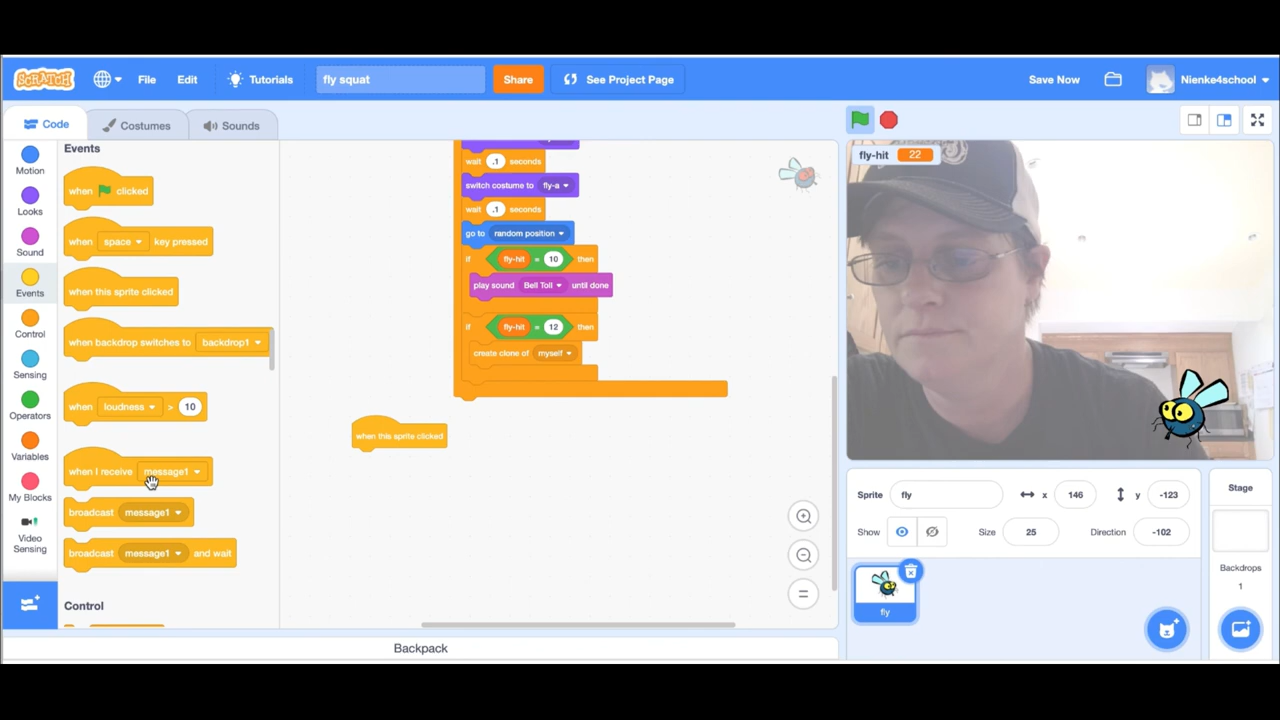 SCRATCH File Edit Tutorials fly squat Share See Project Page Save Now Nienke4school
Code Costumes Sounds
Motion
Looks
Sound
Events
Control
Sensing
Operators
Variables
My Blocks
Video
Sensing
Events
when clicked
when space key pressed
when this sprite clicked
when backdrop switches to backdrop1
when loudness > 10
when I receive message1
broadcast message1
broadcast message1 and wait
Control
wait .1 seconds
switch costume to fly-a
wait .1 seconds
go to random position
if fly-hit = 10 then
play sound Bell Toll until done
if fly-hit = 12 then
create clone of myself
when this sprite clicked
Backpack
fly-hit 22
Sprite fly x 146 y -123
Show Size 25 Direction -102
fly
Stage
Backdrops
1